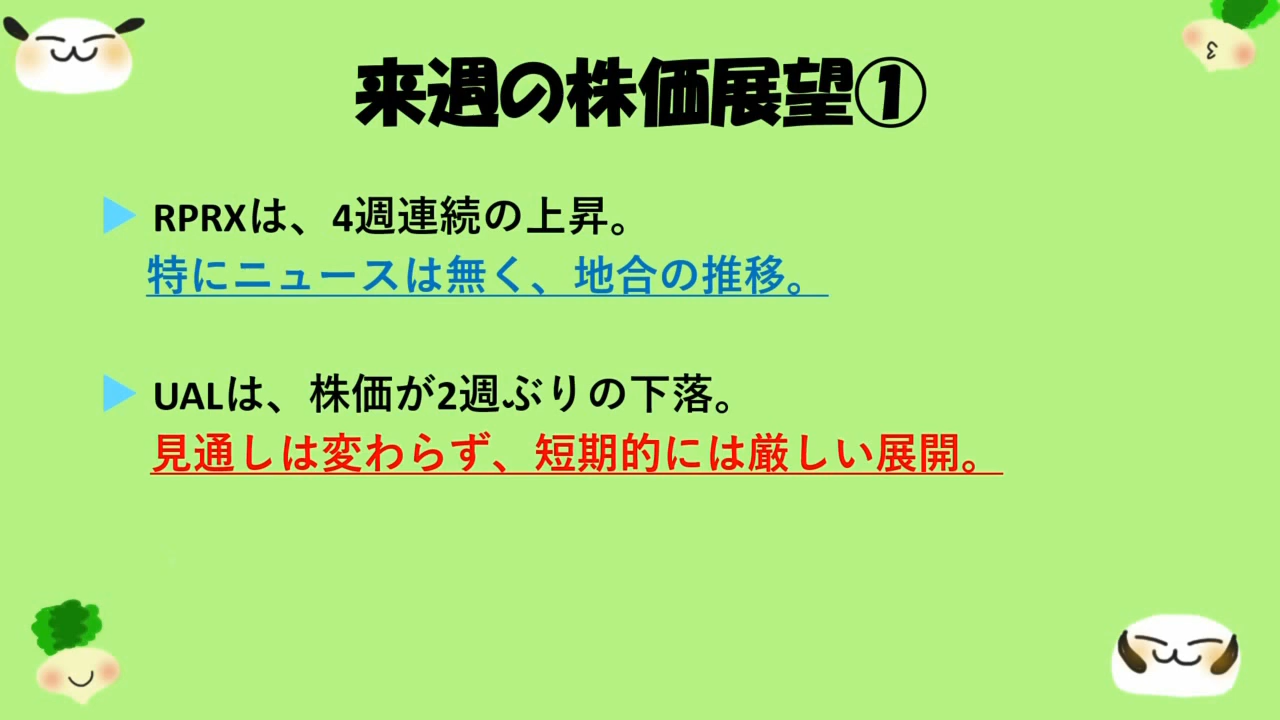 来週の株価展望①
RPRXは、4週連続の上昇。
特にニュースは無く、地合の推移。
UALは、株価が2週ぶりの下落。
見通しは変わらず、短期的には厳しい展開。